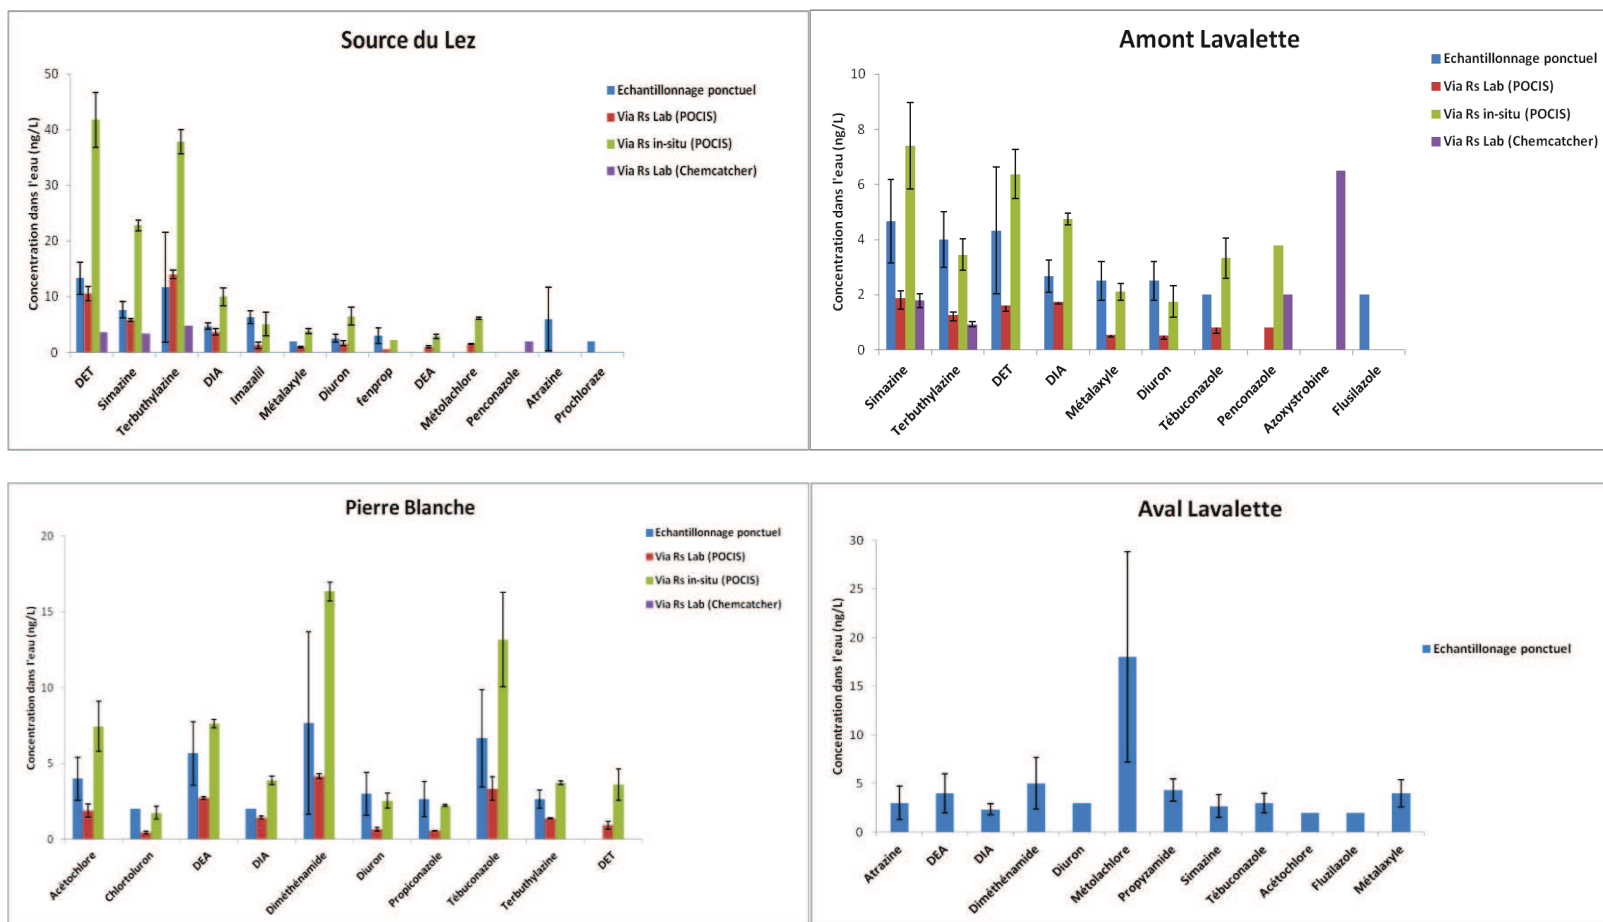 Source du Lez
Concentration dans l'eau (ng/L)
50
40
30
20
10
0
DET
Simazine
Terbuthylazine
DIA
Imazalil
Métalaxyle
Diuron
fenprop
DEA
Métolachlore
Penconazole
Atrazine
Prochloraze
Echantillonnage ponctuel
Via Rs Lab (POCIS)
Via Rs in-situ (POCIS)
Via Rs Lab (Chemcatcher)
Amont Lavalette
Concentration dans l'eau (ng/L)
10
8
6
4
2
0
Simazine
Terbuthylazine
DET
DIA
Métalaxyle
Diuron
Tébuconazole
Penconazole
Azoxystrobine
Flusilazole
Echantillonnage ponctuel
Via Rs Lab (POCIS)
Via Rs in-situ (POCIS)
Via Rs Lab (Chemcatcher)
Pierre Blanche
Concentration dans l'eau (ng/L)
20
15
10
5
0
Acétochlore
Chlortoluron
DEA
DIA
Diméthénamide
Diuron
Propiconazole
Tébuconazole
Terbuthylazine
DET
Echantillonnage ponctuel
Via Rs Lab (POCIS)
Via Rs in-situ (POCIS)
Via Rs Lab (Chemcatcher)
Aval Lavalette
Concentration dans l'eau (ng/L)
30
25
20
15
10
5
0
Atrazine
DEA
DIA
Diméthénamide
Diuron
Métolachlore
Propyzamide
Simazine
Tébuconazole
Acétochlore
Fluzilazole
Métalaxyle
Echantillonage ponctuel